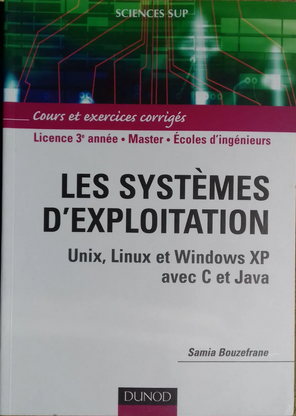 SCIENCES SUP
Cours et exercices corrigés
Licence 3e année • Master • Écoles d'ingénieurs
LES SYSTÈMES
D'EXPLOITATION
Unix, Linux et Windows XP
avec C et Java
Samia Bouzefrane
DUNOD